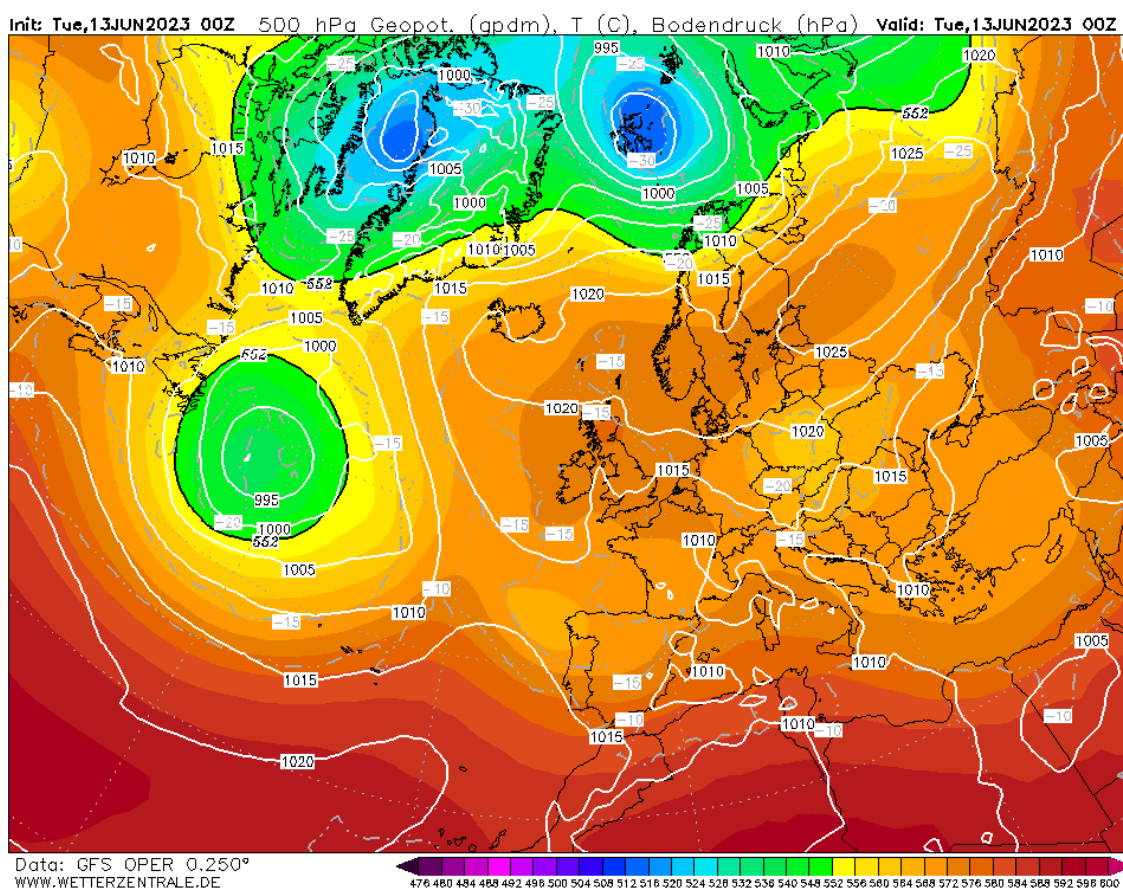 Init: Tue,13JUN2023 00Z 500 hPa Geopot. (gpdm), T (C), Bodendruck (hPa) Valid: Tue,13JUN2023 00Z
995 1010 1020
-25 -25
1000 -25
-30
1015 552
1010 -30 1025 -25
1005
1000 1005
1000 -20
-25 -25
-20 1010
1010 1005 1010
552 -20
1010 552 1015 1020 1015
-15
1005 -15 -10
-15
1000
552 1025
1010 -15 -15
-10
1020 -15
1020
-15 1005
1015 1015
-20
995
-20 1000 -15
552 -15 1010 -15
1005
-10 1010
1010
-15
1005
1010
1015 -15 1010
-10 -10
1015 1010 -10
1020
Data: GFS OPER 0.250°
WWW.WETTERZENTRALE.DE
476 480 484 488 492 496 500 504 508 512 516 520 524 528 532 536 540 544 548 552 556 560 564 568 572 576 580 584 588 592 596 600